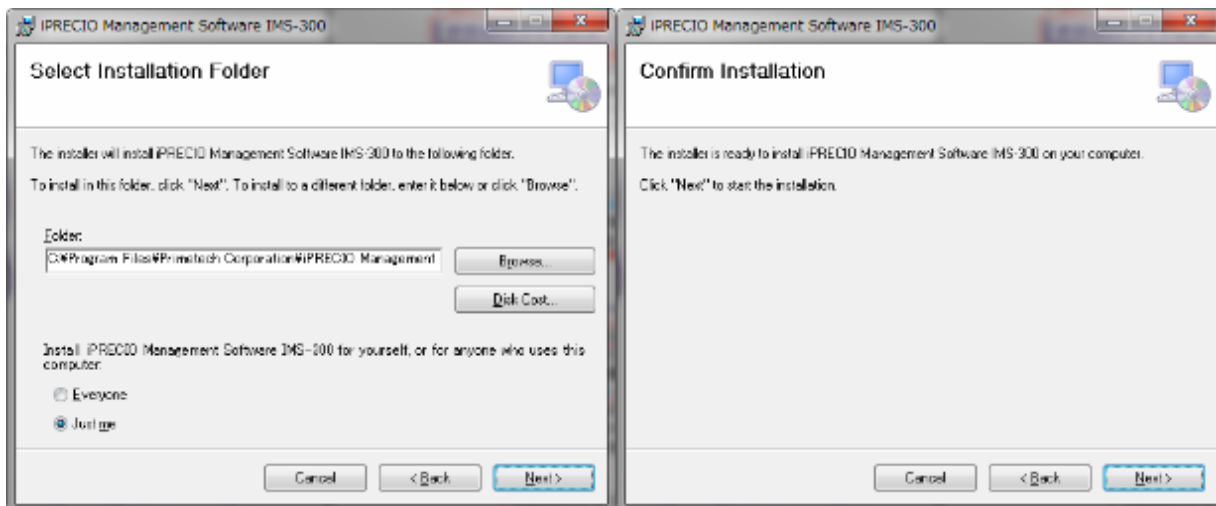 iPRECIO Management Software IMS-300
Select Installation Folder
The installer will install iPRECIO Management Software IMS-300 to the following folder.
To install in this folder, click "Next". To install to a different folder, enter it below or click "Browse".
Folder:
C:¥Program Files¥Primetech Corporation¥iPRECIO Management
Browse...
Disk Cost...
Install iPRECIO Management Software IMS-300 for yourself, or for anyone who uses this
computer:
Everyone
Just me
Cancel
< Back
Next >
iPRECIO Management Software IMS-300
Confirm Installation
The installer is ready to install iPRECIO Management Software IMS-300 on your computer.
Click "Next" to start the installation.
Cancel
< Back
Next >